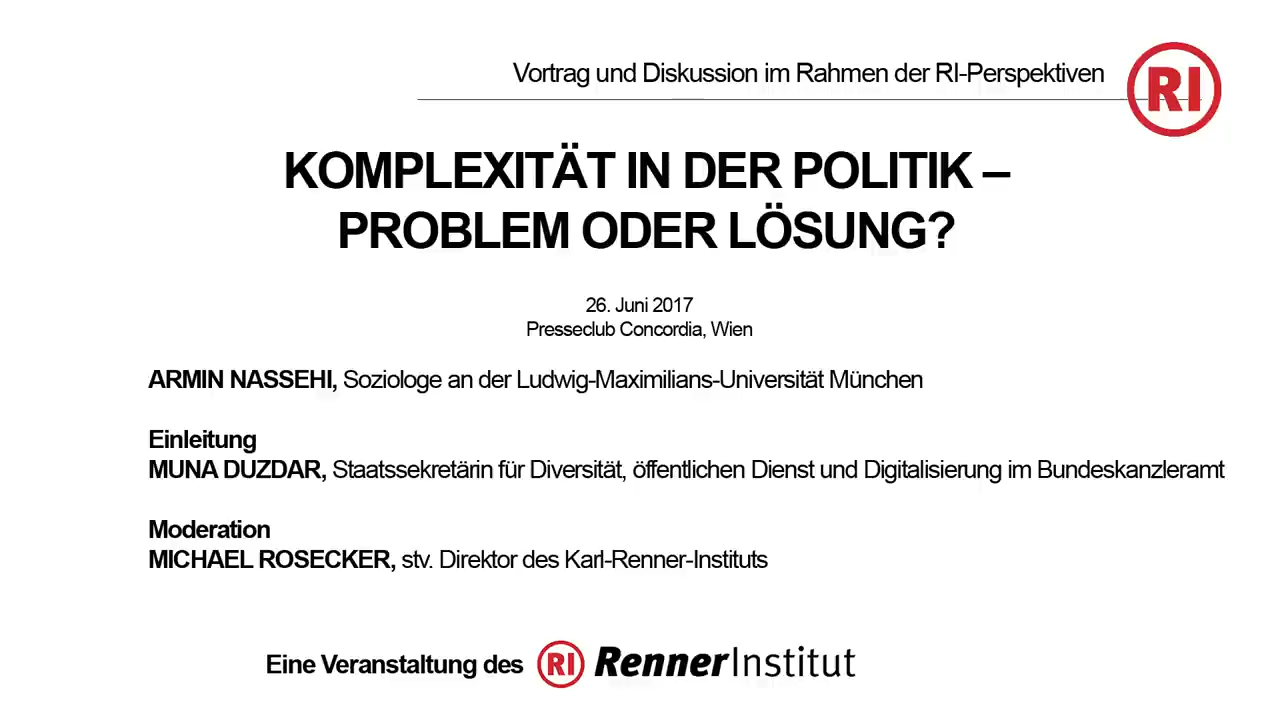 Vortrag und Diskussion im Rahmen der RI-Perspektiven
RI
KOMPLEXITÄT IN DER POLITIK –
PROBLEM ODER LÖSUNG?
26. Juni 2017
Presseclub Concordia, Wien
ARMIN NASSEHI, Soziologe an der Ludwig-Maximilians-Universität München
Einleitung
MUNA DUZDAR, Staatssekretärin für Diversität, öffentlichen Dienst und Digitalisierung im Bundeskanzleramt
Moderation
MICHAEL ROSECKER, stv. Direktor des Karl-Renner-Instituts
Eine Veranstaltung des RI RennerInstitut